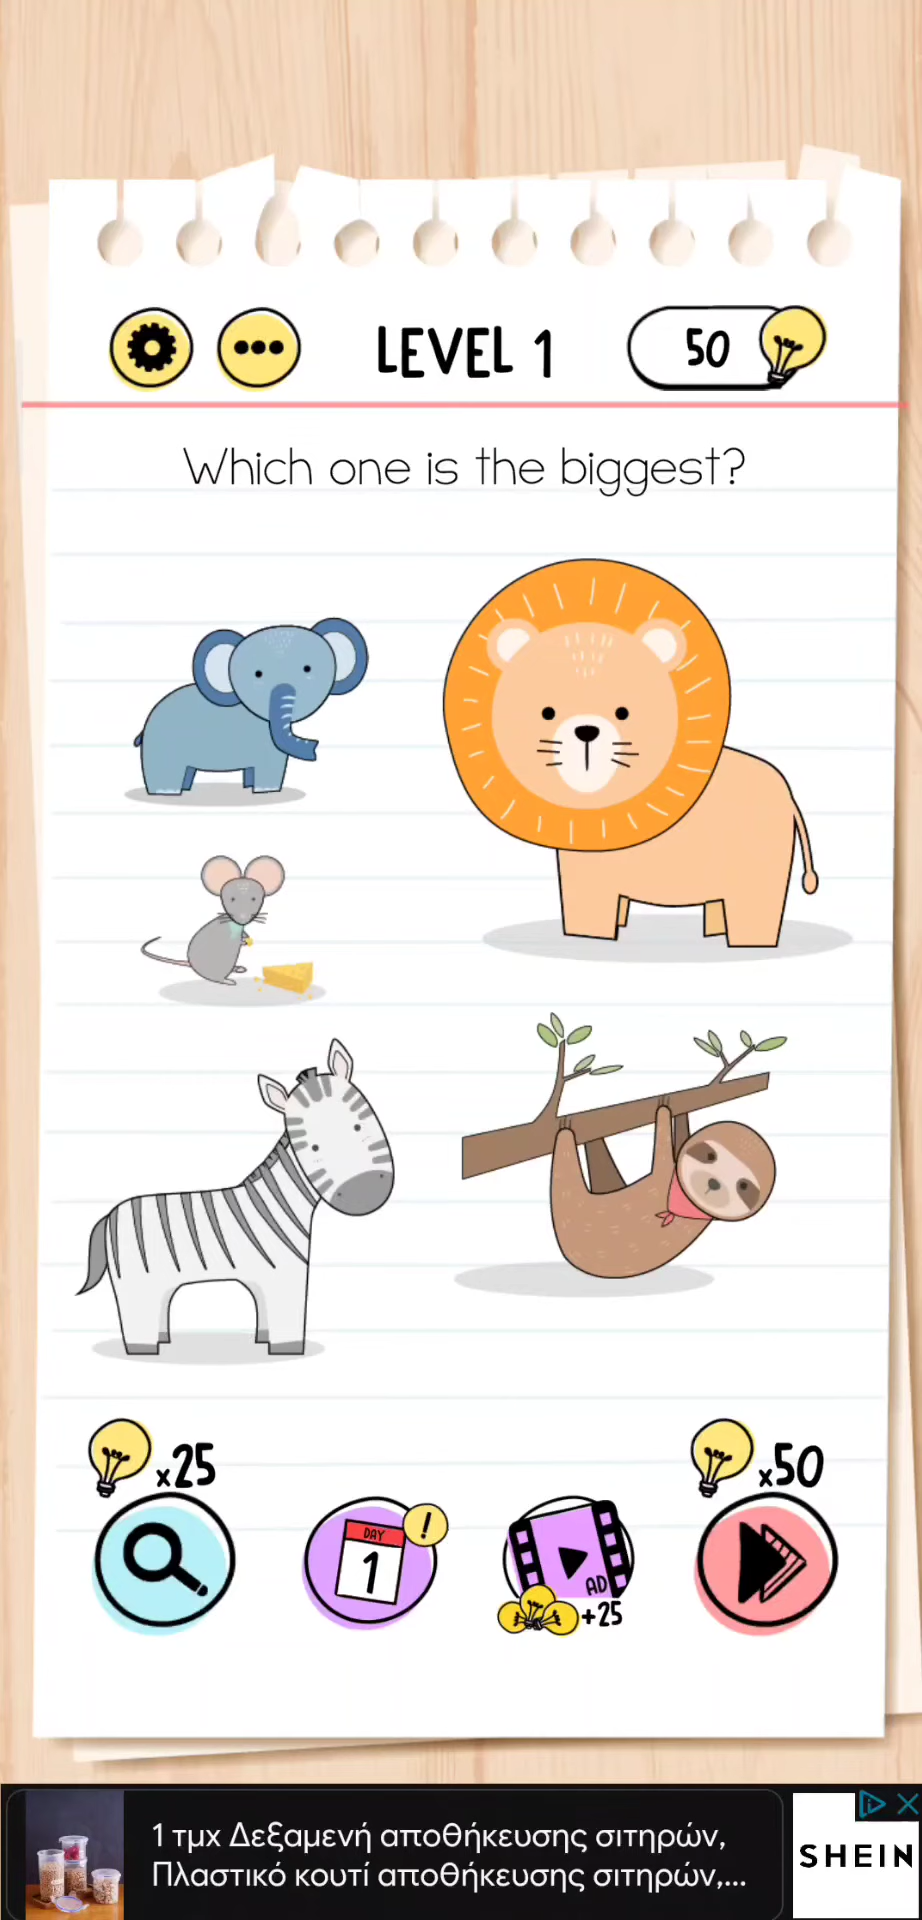 LEVEL 1
50
Which one is the biggest?
x25
x50
DAY
1
!
AD
+25
1 τμχ Δεξαμενή αποθήκευσης σιτηρών,
Πλαστικό κουτί αποθήκευσης σιτηρών,...
SHEIN